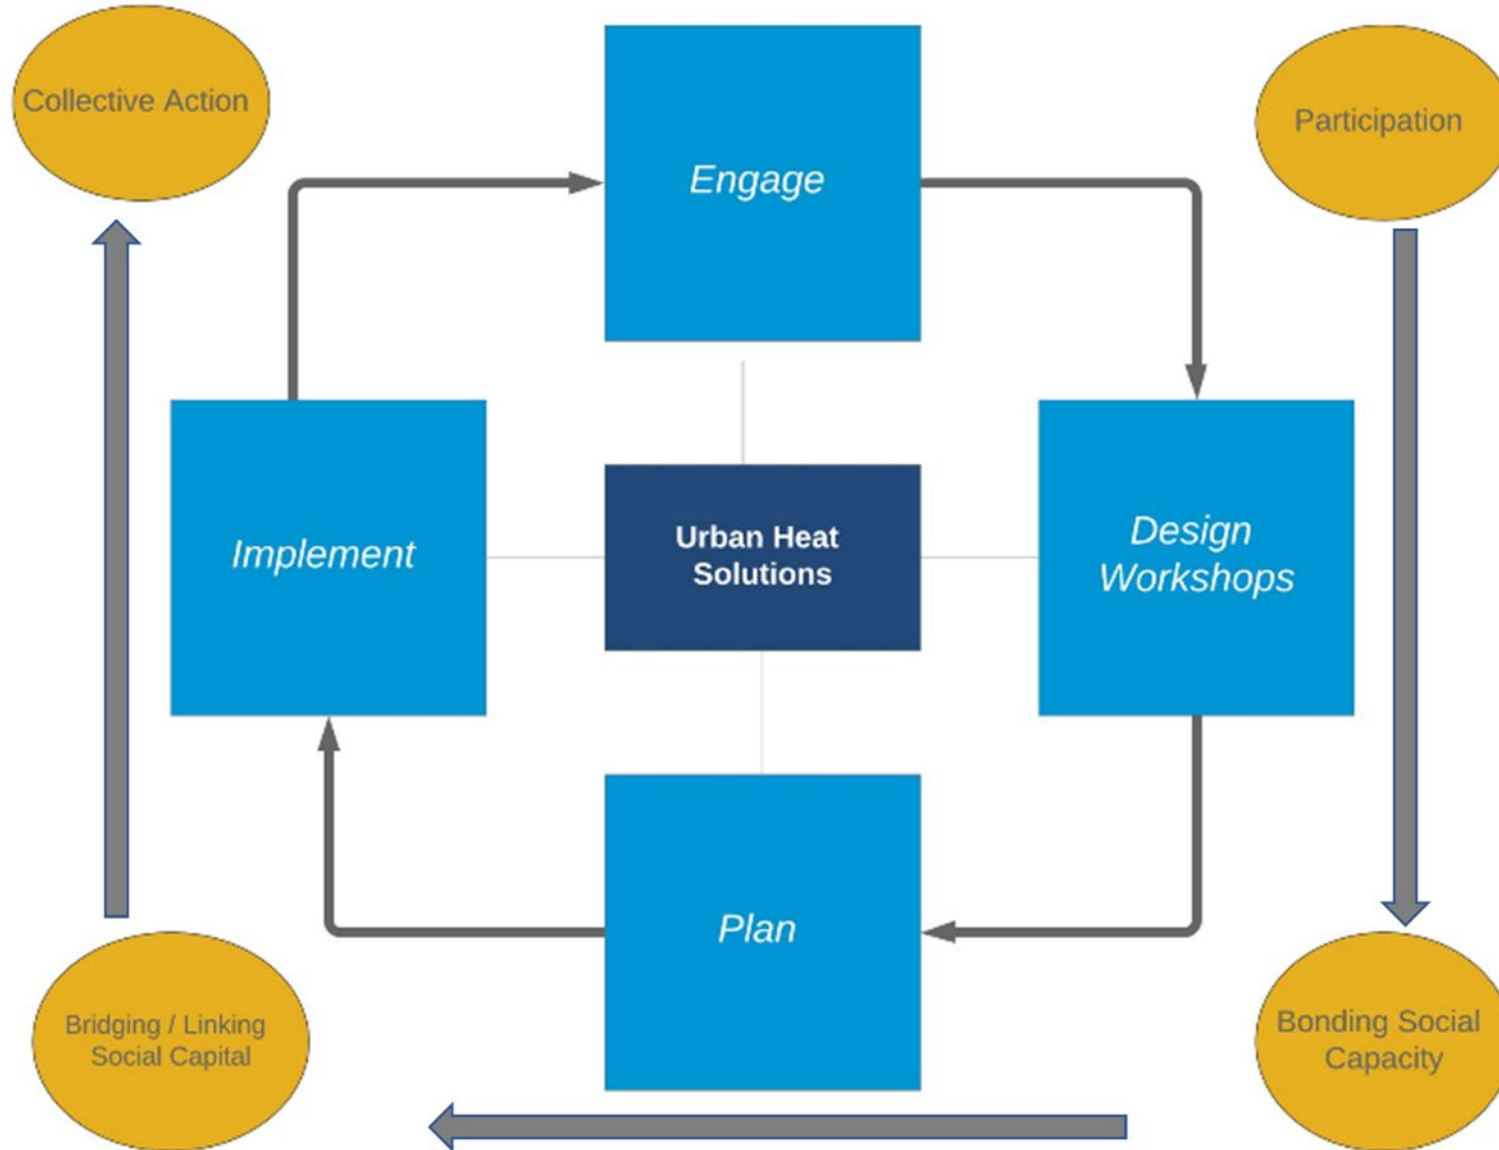 Collective Action
Engage
Participation
Implement
Urban Heat
Solutions
Design
Workshops
Plan
Bridging / Linking
Social Capital
Bonding Social
Capacity